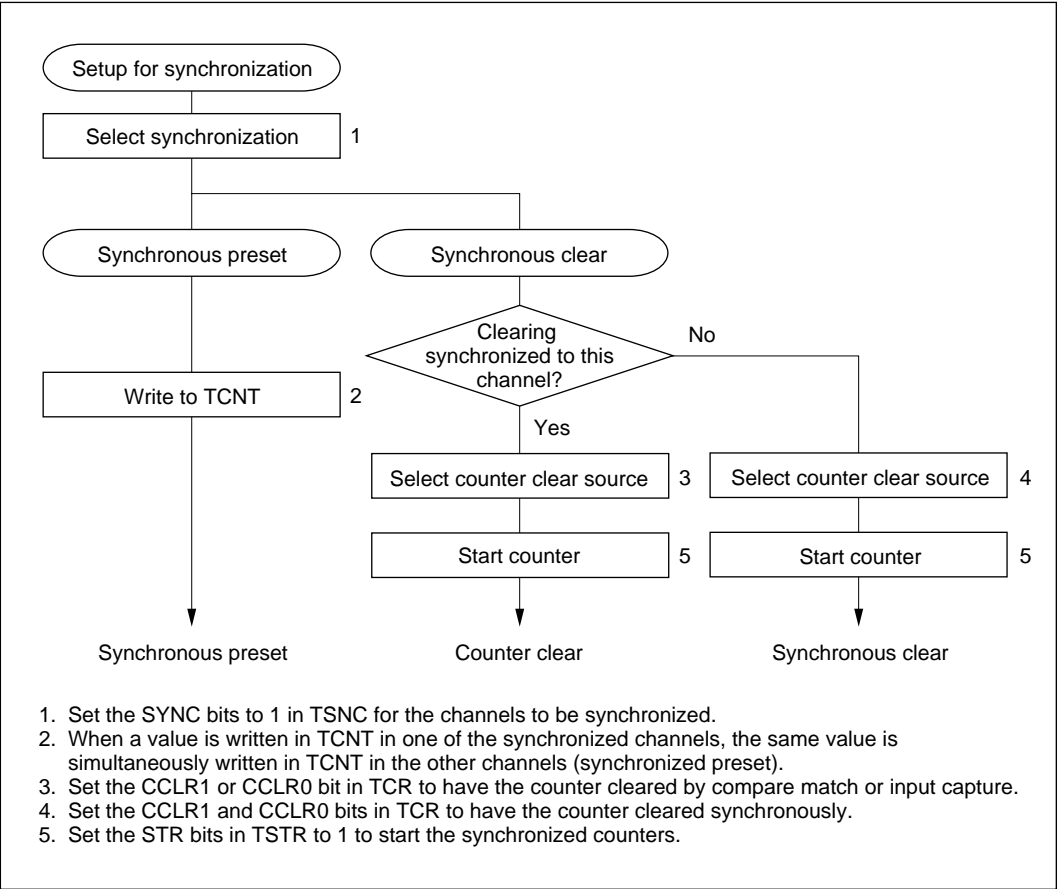 Setup for synchronization
Select synchronization 1
Synchronous preset
Synchronous clear
Clearing
synchronized to this
channel?
No
Write to TCNT 2
Yes
Select counter clear source 3
Select counter clear source 4
Start counter 5
Start counter 5
Synchronous preset
Counter clear
Synchronous clear
1. Set the SYNC bits to 1 in TSNC for the channels to be synchronized.
2. When a value is written in TCNT in one of the synchronized channels, the same value is
simultaneously written in TCNT in the other channels (synchronized preset).
3. Set the CCLR1 or CCLR0 bit in TCR to have the counter cleared by compare match or input capture.
4. Set the CCLR1 and CCLR0 bits in TCR to have the counter cleared synchronously.
5. Set the STR bits in TSTR to 1 to start the synchronized counters.